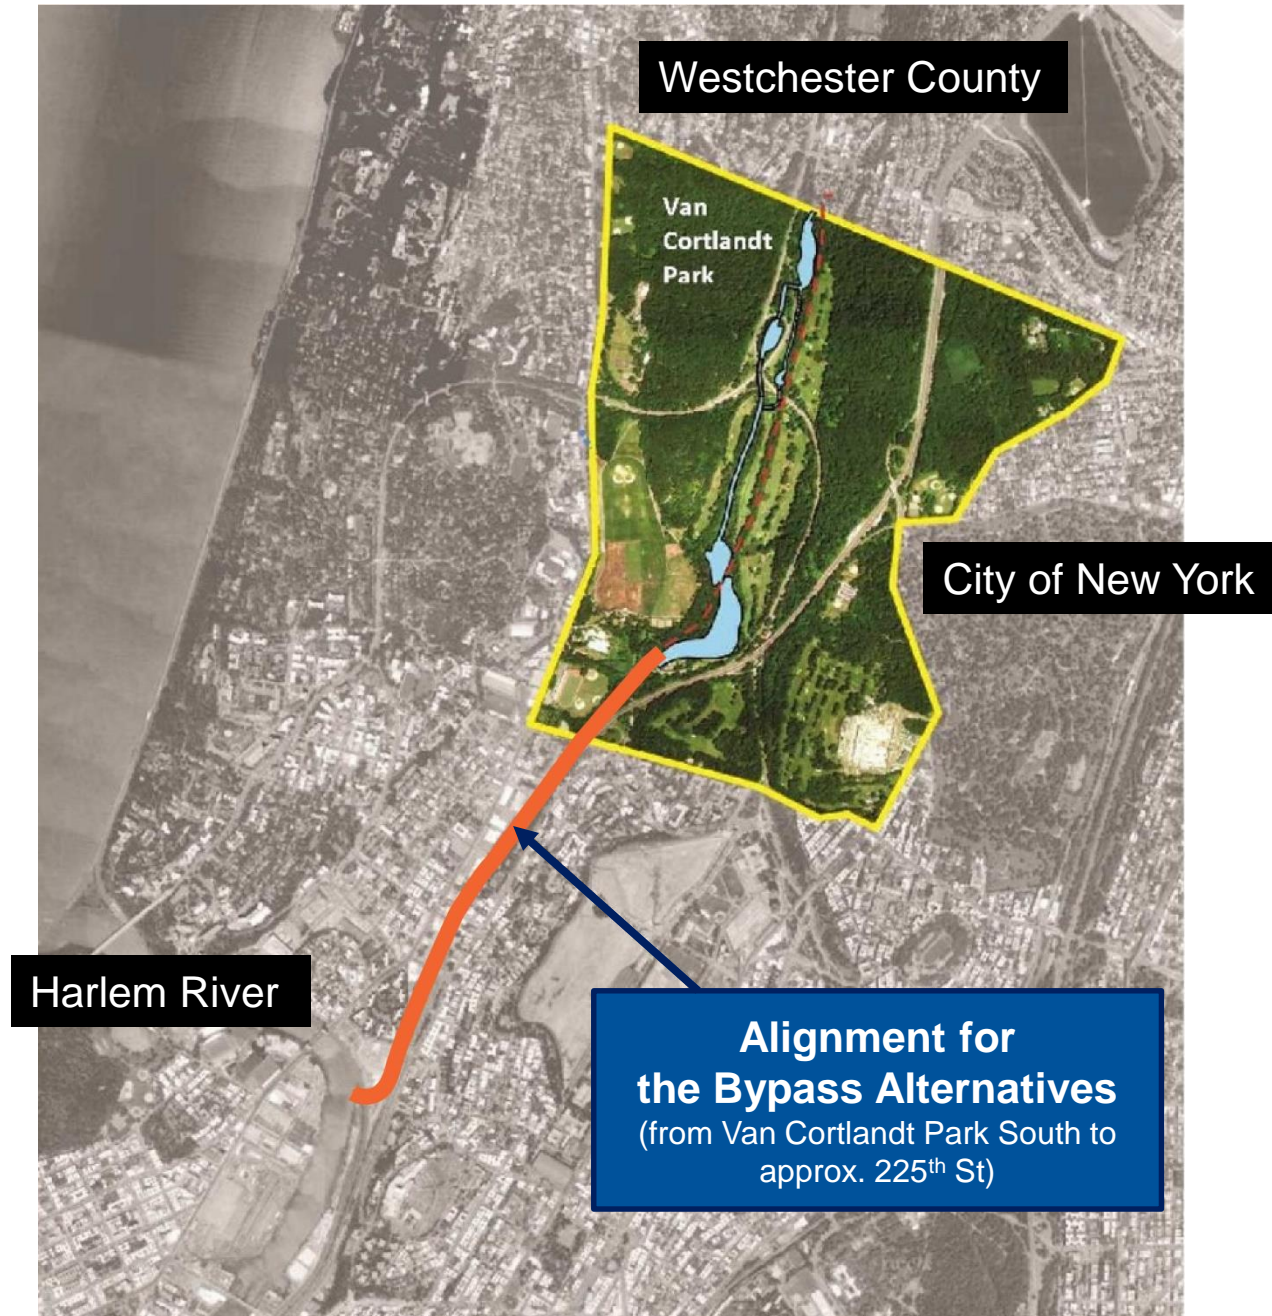 Westchester County
Van
Cortlandt
Park
City of New York
Harlem River
Alignment for
the Bypass Alternatives
(from Van Cortlandt Park South to
approx. 225th St)